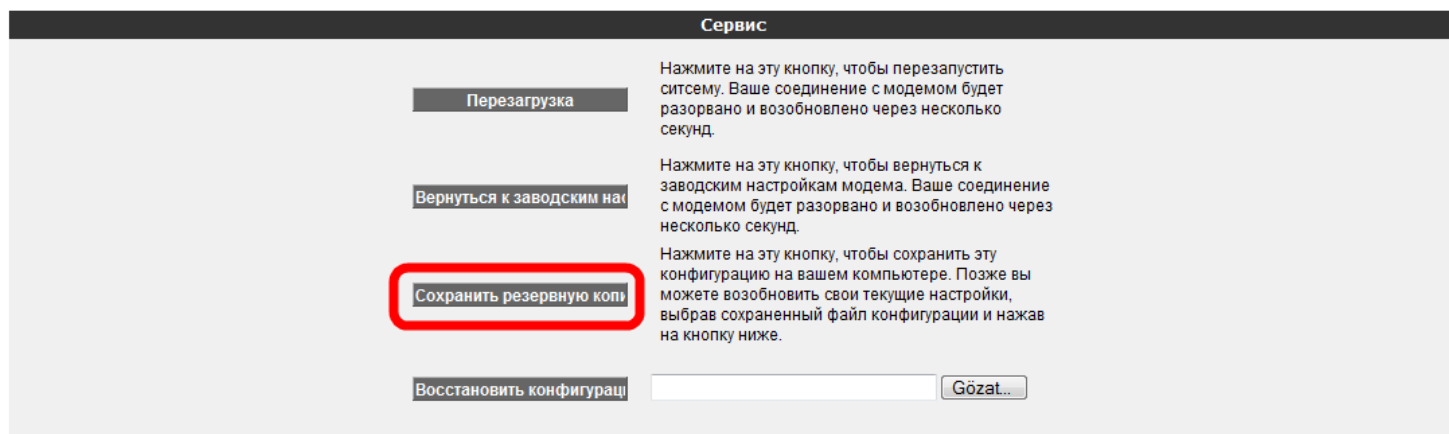 Сервис
Перезагрузка
Нажмите на эту кнопку, чтобы перезапустить
ситсему. Ваше соединение с модемом будет
разорвано и возобновлено через несколько
секунд.
Вернуться к заводским нас
Нажмите на эту кнопку, чтобы вернуться к
заводским настройкам модема. Ваше соединение
с модемом будет разорвано и возобновлено через
несколько секунд.
Сохранить резервную копи
Нажмите на эту кнопку, чтобы сохранить эту
конфигурацию на вашем компьютере. Позже вы
можете возобновить свои текущие настройки,
выбрав сохраненный файл конфигурации и нажав
на кнопку ниже.
Восстановить конфигураци
Gözat...